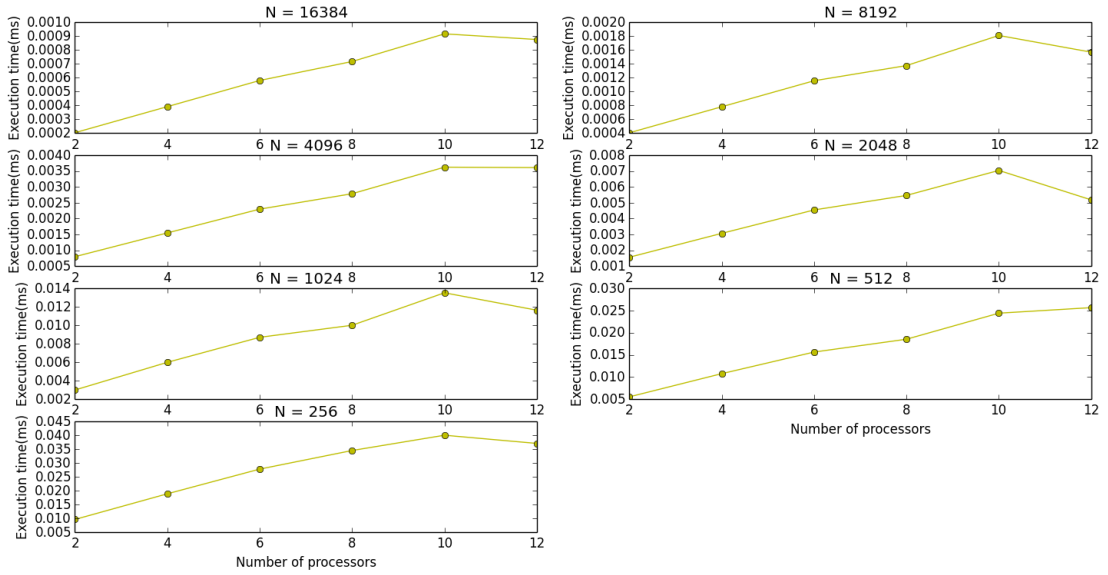 N = 16384
Execution time(ms)
0.0010
0.0009
0.0008
0.0007
0.0006
0.0005
0.0004
0.0003
0.0002
2 4 6 8 10 12
N = 8192
Execution time(ms)
0.0020
0.0018
0.0016
0.0014
0.0012
0.0010
0.0008
0.0006
0.0004
2 4 6 8 10 12
N = 4096
Execution time(ms)
0.0040
0.0035
0.0030
0.0025
0.0020
0.0015
0.0010
0.0005
2 4 6 8 10 12
N = 2048
Execution time(ms)
0.008
0.007
0.006
0.005
0.004
0.003
0.002
0.001
2 4 6 8 10 12
N = 1024
Execution time(ms)
0.014
0.012
0.010
0.008
0.006
0.004
0.002
2 4 6 8 10 12
N = 512
Execution time(ms)
0.030
0.025
0.020
0.015
0.010
0.005
2 4 6 8 10 12
Number of processors
N = 256
Execution time(ms)
0.045
0.040
0.035
0.030
0.025
0.020
0.015
0.010
0.005
2 4 6 8 10 12
Number of processors